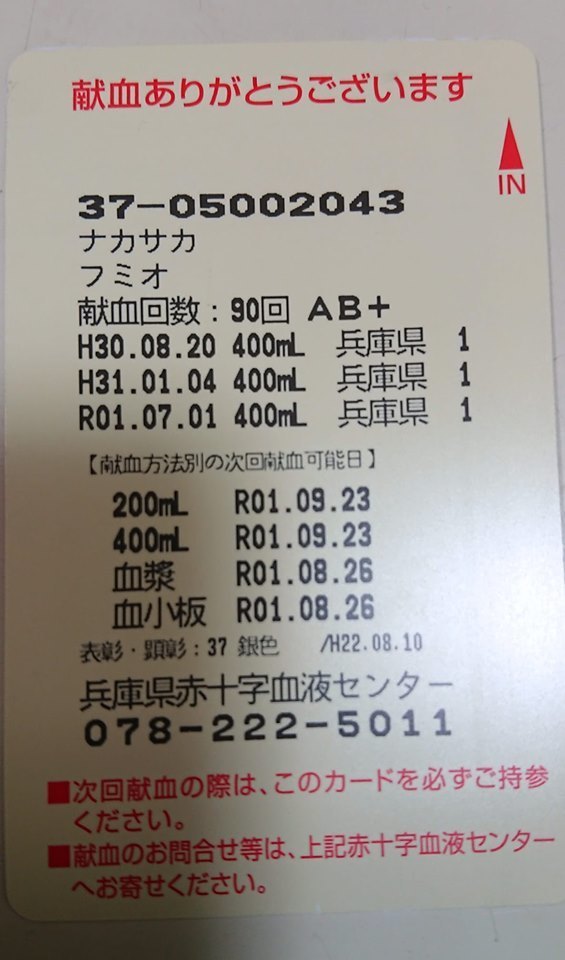 献血ありがとうございます
IN
37-05002043
ナカサカ
フミオ
献血回数：90回 AB+
H30.08.20 400mL 兵庫県 1
H31.01.04 400mL 兵庫県 1
R01.07.01 400mL 兵庫県 1
【献血方法別の次回献血可能日】
200mL R01.09.23
400mL R01.09.23
血漿 R01.08.26
血小板 R01.08.26
表彰・顕彰：37 銀色 /H22.08.10
兵庫県赤十字血液センター
078-222-5011
■次回献血の際は、このカードを必ずご持参
ください。
■献血のお問合せ等は、上記赤十字血液センター
へお寄せください。